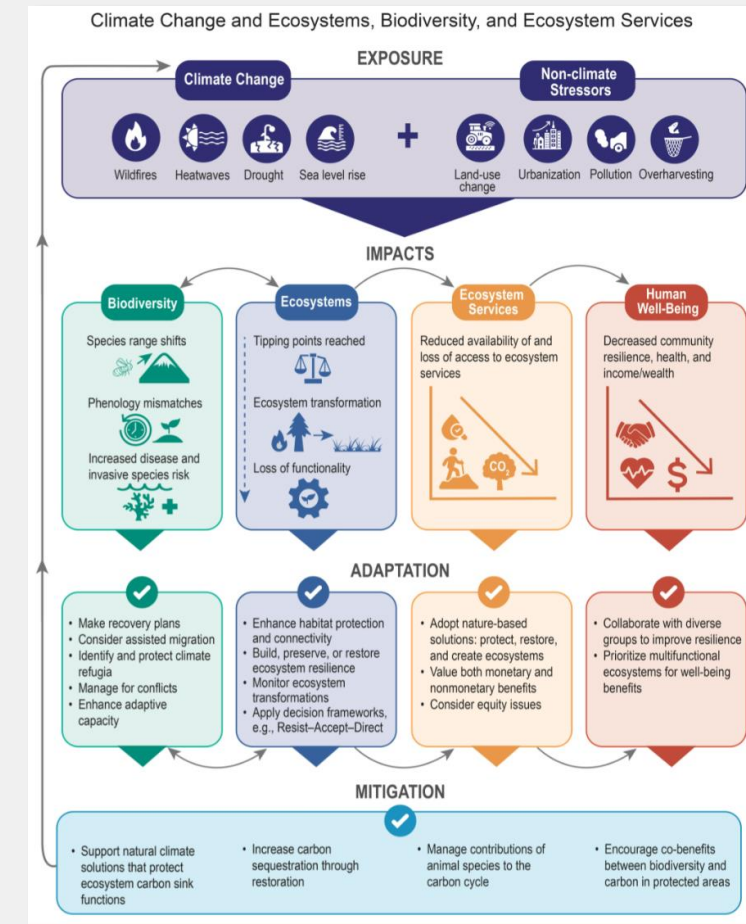 Climate Change and Ecosystems, Biodiversity, and Ecosystem Services
EXPOSURE
Climate Change
Non-climate
Stressors
Wildfires
Heatwaves
Drought
Sea level rise
+
Land-use
change
Urbanization
Pollution
Overharvesting
IMPACTS
Biodiversity
Species range shifts
Phenology mismatches
Increased disease and
invasive species risk
Ecosystems
Tipping points reached
Ecosystem transformation
Loss of functionality
Ecosystem
Services
Reduced availability of and
loss of access to ecosystem
services
CO2
Human
Well-Being
Decreased community
resilience, health, and
income/wealth
$
ADAPTATION
• Make recovery plans
• Consider assisted migration
• Identify and protect climate
refugia
• Manage for conflicts
• Enhance adaptive
capacity
• Enhance habitat protection
and connectivity
• Build, preserve, or restore
ecosystem resilience
• Monitor ecosystem
transformations
• Apply decision frameworks,
e.g., Resist–Accept–Direct
• Adopt nature-based
solutions: protect, restore,
and create ecosystems
• Value both monetary and
nonmonetary benefits
• Consider equity issues
• Collaborate with diverse
groups to improve resilience
• Prioritize multifunctional
ecosystems for well-being
benefits
MITIGATION
• Support natural climate
solutions that protect
ecosystem carbon sink
functions
• Increase carbon
sequestration through
restoration
• Manage contributions of
animal species to the
carbon cycle
• Encourage co-benefits
between biodiversity and
carbon in protected areas